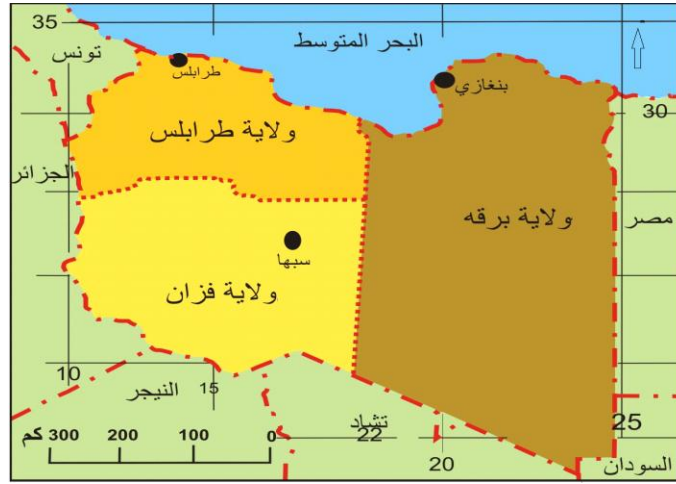 35
البحر المتوسط
تونس
طرابلس
بنغازي
30
ولاية طرابلس
الجزائر
ولاية برقه
مصر
سبها
ولاية فزان
10
النيجر
15
تشاد
22
25
300 كم
200
100
0
20
السودان